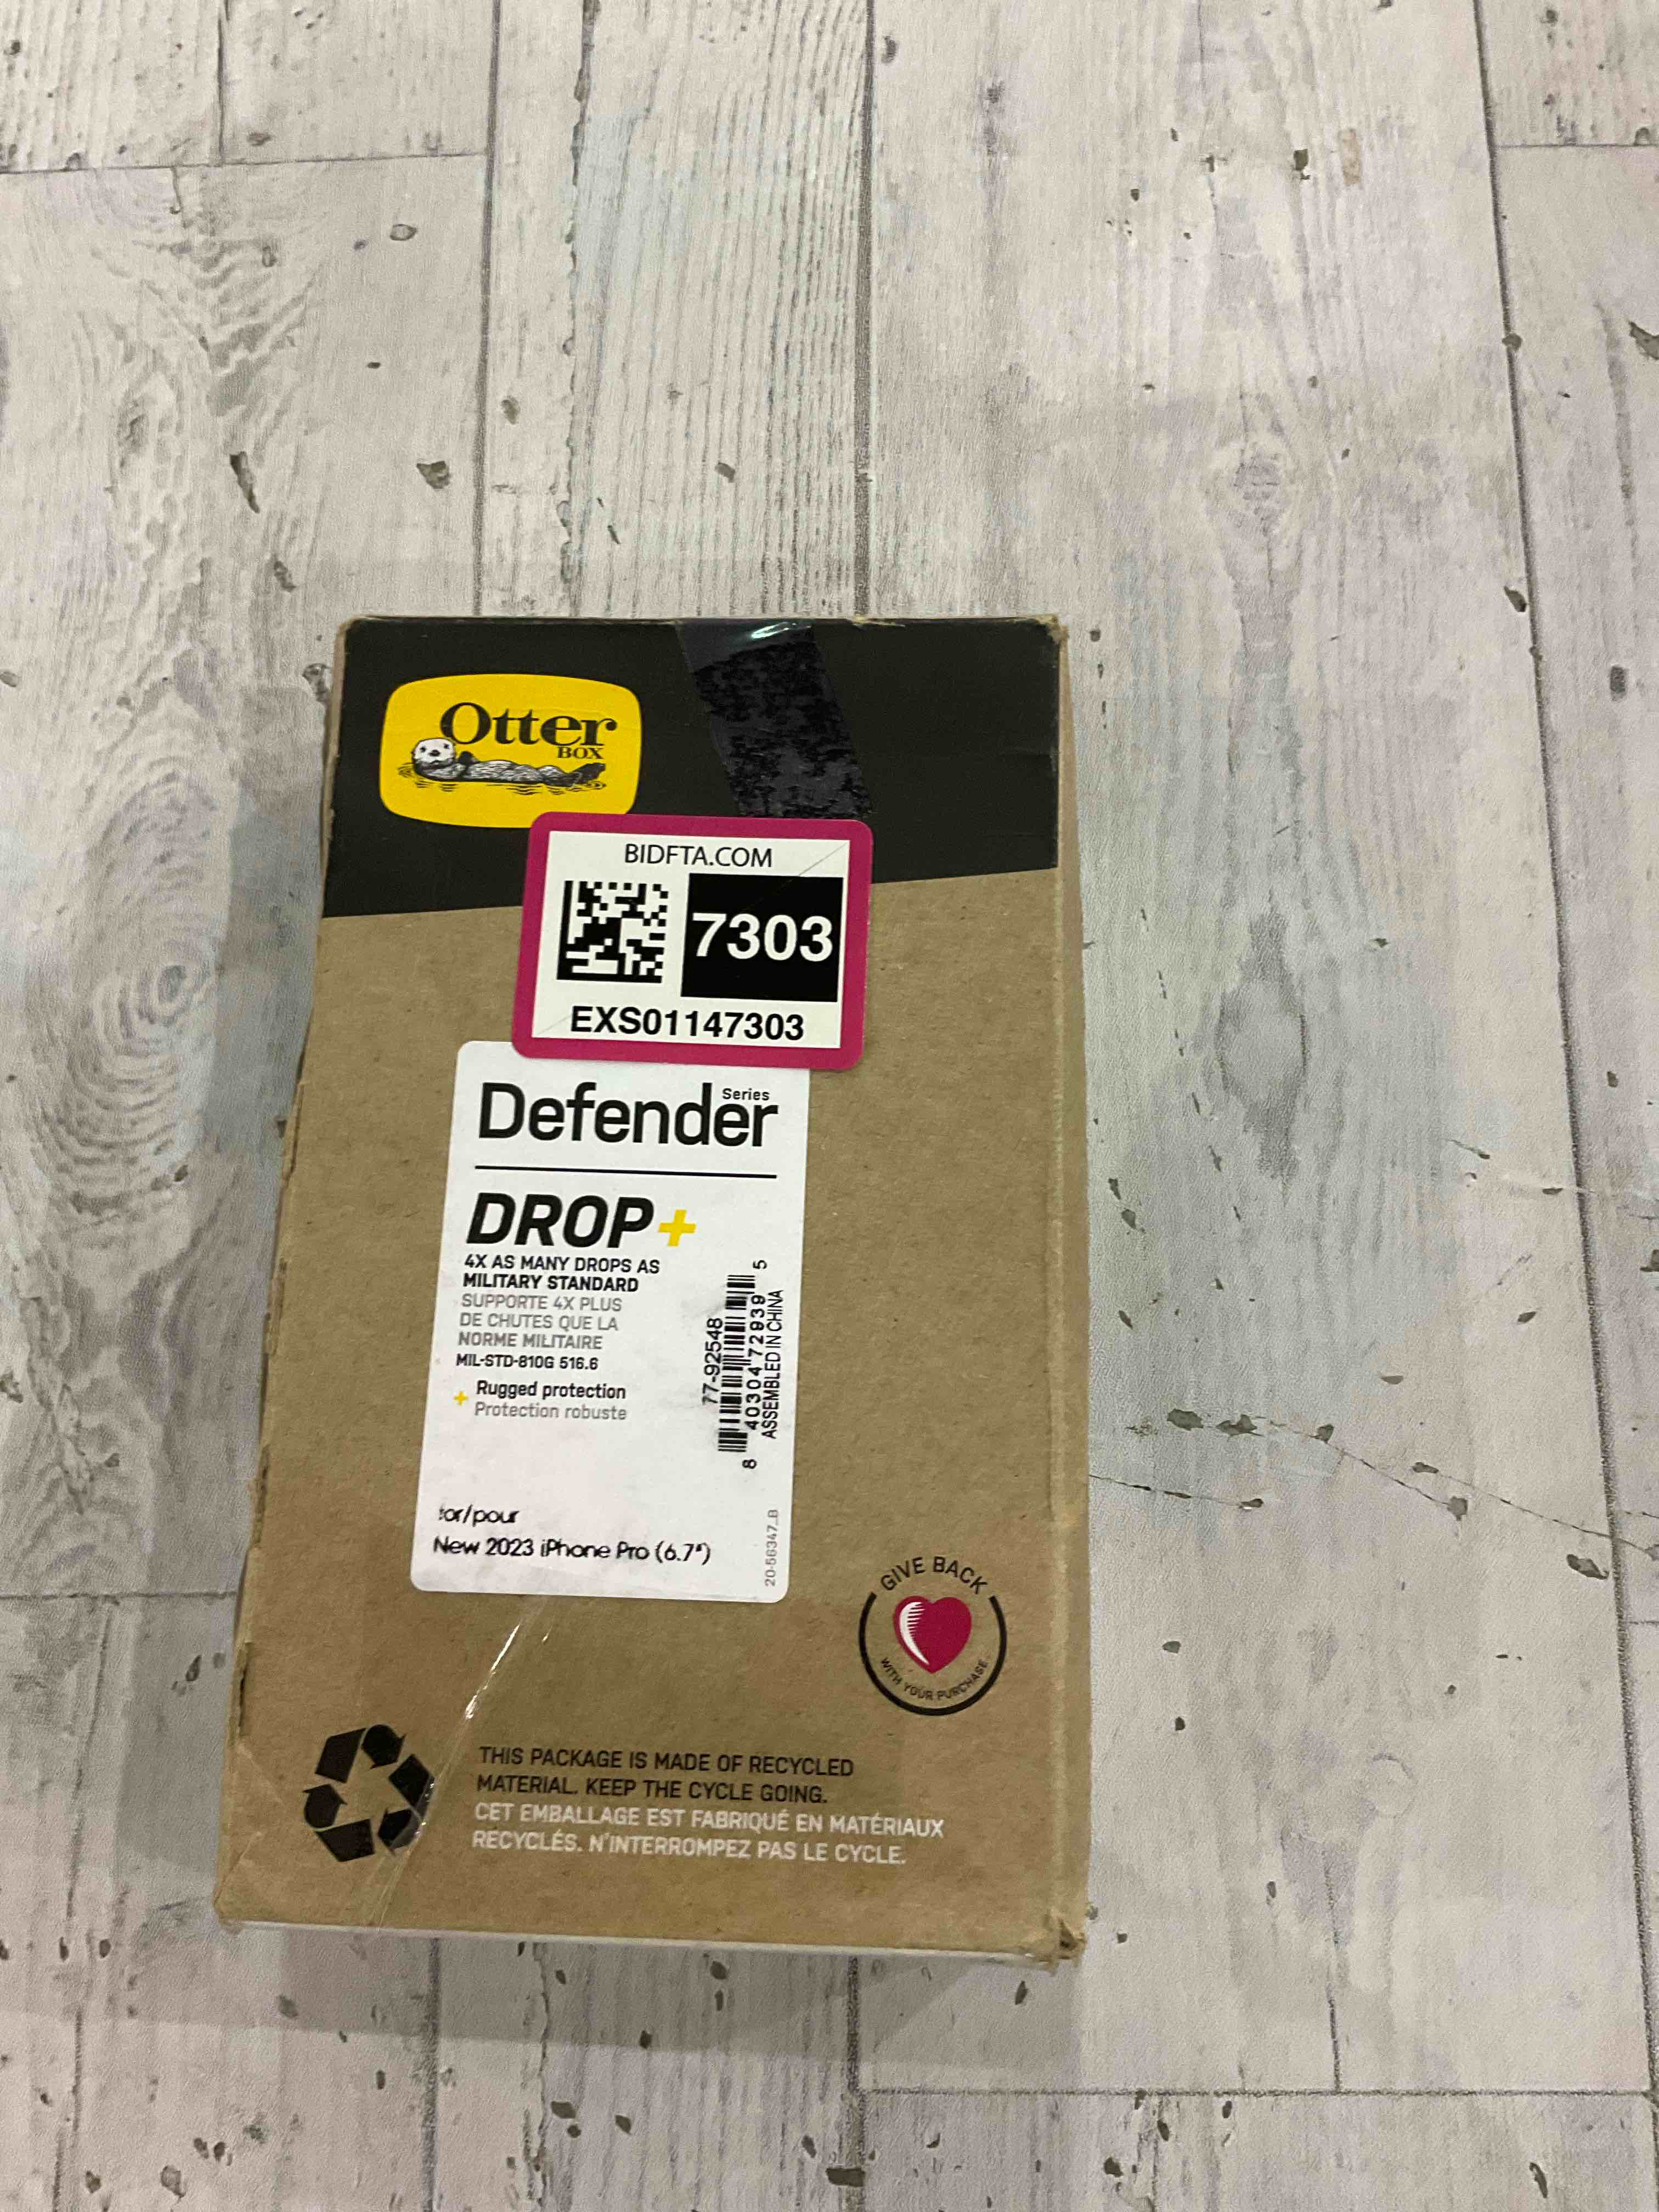 Otter
BOX
BIDFTA.COM
7303
EXS01147303
Defender Series
DROP+
4X AS MANY DROPS AS
MILITARY STANDARD
SUPPORTE 4X PLUS
DE CHUTES QUE LA
NORME MILITAIRE
MIL-STD-810G 516.6
+ Rugged protection
Protection robuste
77-92548
8 40304 72939 5
ASSEMBLED IN CHINA
for/pour
New 2023 iPhone Pro (6.7")
20-56347_B
GIVE BACK
WITH YOUR PURCHASE
THIS PACKAGE IS MADE OF RECYCLED
MATERIAL. KEEP THE CYCLE GOING.
CET EMBALLAGE EST FABRIQUÉ EN MATÉRIAUX
RECYCLÉS. N'INTERROMPEZ PAS LE CYCLE.